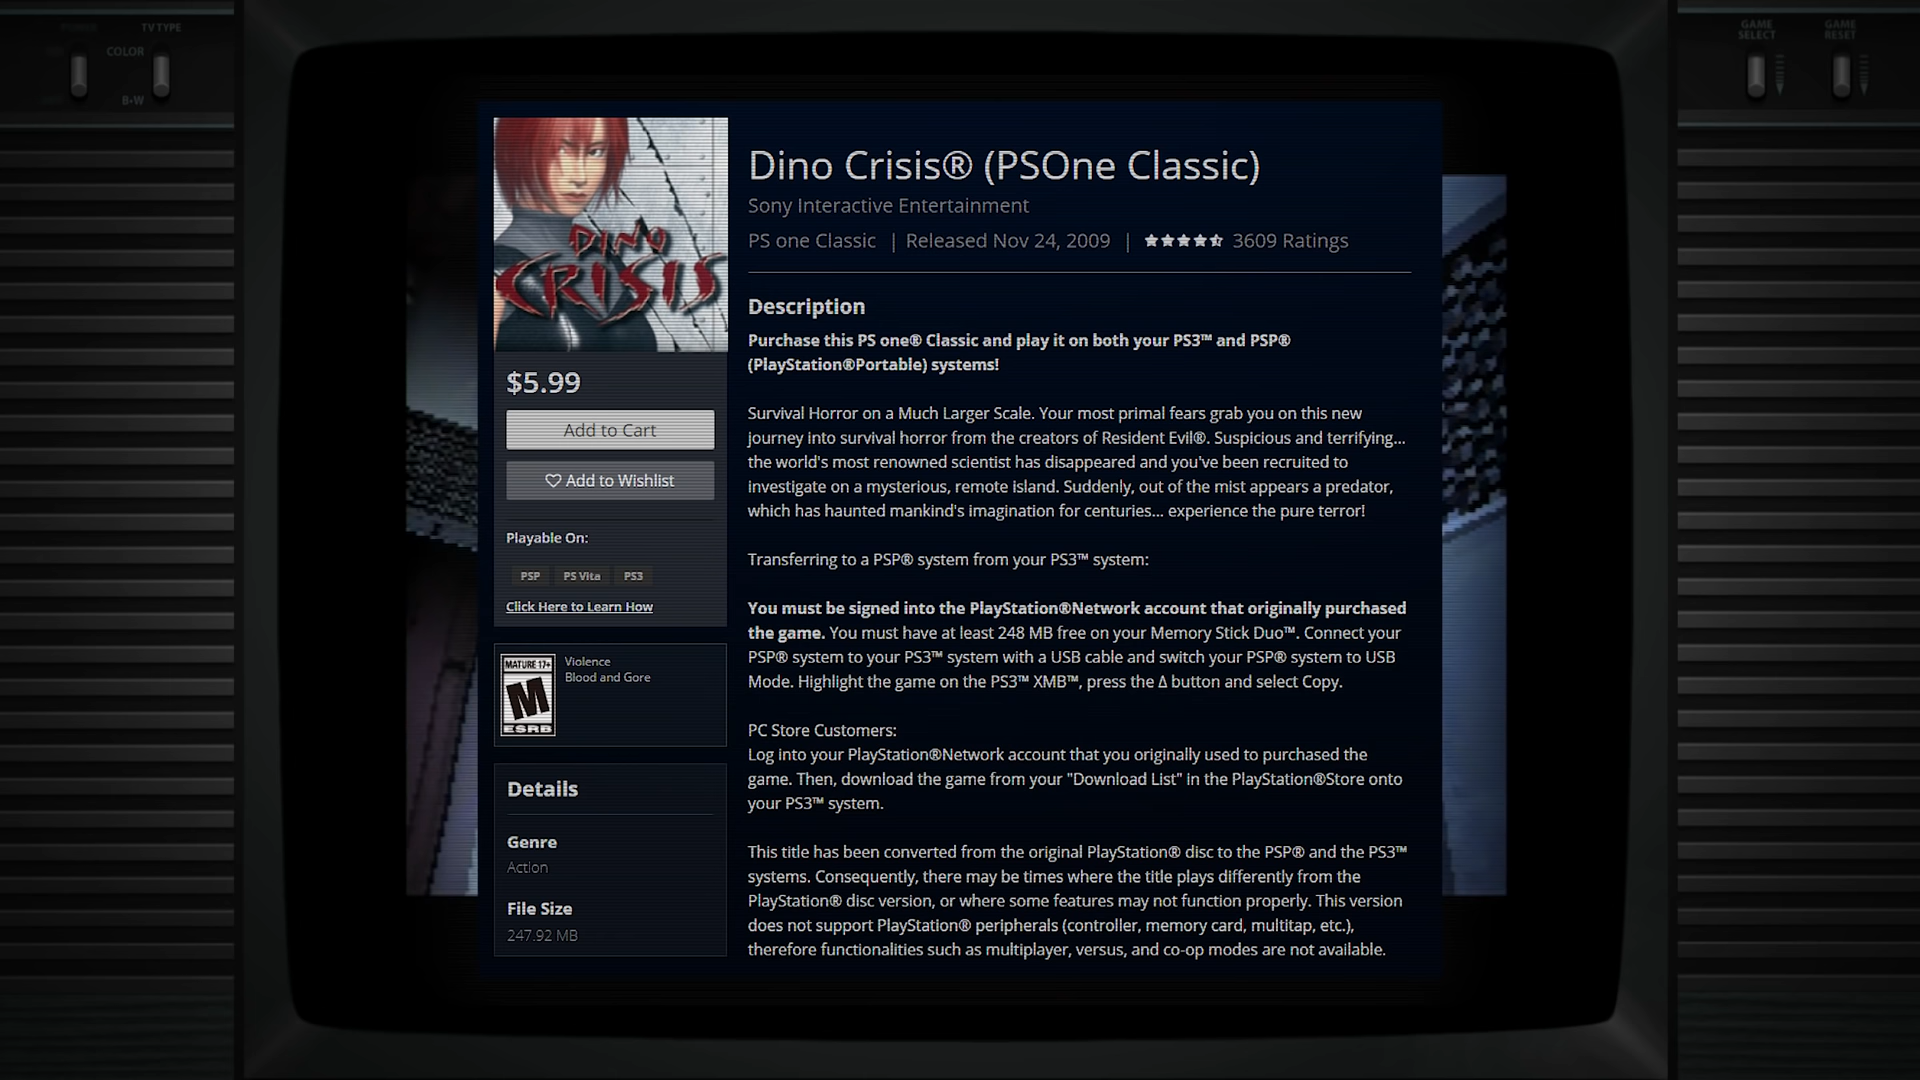 TV TYPE
COLOR
B•W
GAME
SELECT
GAME
RESET
DINO
CRISIS
$5.99
Add to Cart
Add to Wishlist
Playable On:
PSP PS Vita PS3
Click Here to Learn How
MATURE 17+
M
ESRB
Violence
Blood and Gore
Details
Genre
Action
File Size
247.92 MB
Dino Crisis® (PSOne Classic)
Sony Interactive Entertainment
PS one Classic | Released Nov 24, 2009 | 3609 Ratings
Description
Purchase this PS one® Classic and play it on both your PS3™ and PSP®
(PlayStation®Portable) systems!
Survival Horror on a Much Larger Scale. Your most primal fears grab you on this new
journey into survival horror from the creators of Resident Evil®. Suspicious and terrifying...
the world's most renowned scientist has disappeared and you've been recruited to
investigate on a mysterious, remote island. Suddenly, out of the mist appears a predator,
which has haunted mankind's imagination for centuries... experience the pure terror!
Transferring to a PSP® system from your PS3™ system:
You must be signed into the PlayStation®Network account that originally purchased
the game. You must have at least 248 MB free on your Memory Stick Duo™. Connect your
PSP® system to your PS3™ system with a USB cable and switch your PSP® system to USB
Mode. Highlight the game on the PS3™ XMB™, press the Δ button and select Copy.
PC Store Customers:
Log into your PlayStation®Network account that you originally used to purchased the
game. Then, download the game from your "Download List" in the PlayStation®Store onto
your PS3™ system.
This title has been converted from the original PlayStation® disc to the PSP® and the PS3™
systems. Consequently, there may be times where the title plays differently from the
PlayStation® disc version, or where some features may not function properly. This version
does not support PlayStation® peripherals (controller, memory card, multitap, etc.),
therefore functionalities such as multiplayer, versus, and co-op modes are not available.